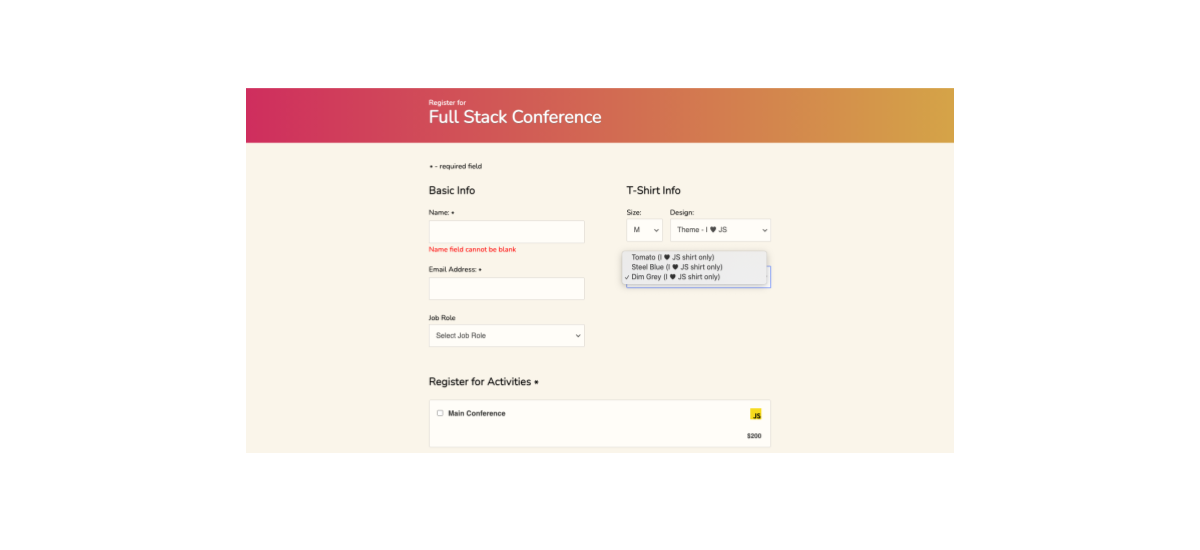 Register for
Full Stack Conference
* - required field
Basic Info
Name: *
Name field cannot be blank
Email Address: *
Job Role
Select Job Role
T-Shirt Info
Size:
Design:
M
Theme - I ♥ JS
Tomato (I ♥ JS shirt only)
Steel Blue (I ♥ JS shirt only)
✓ Dim Grey (I ♥ JS shirt only)
Register for Activities *
Main Conference
JS
$200